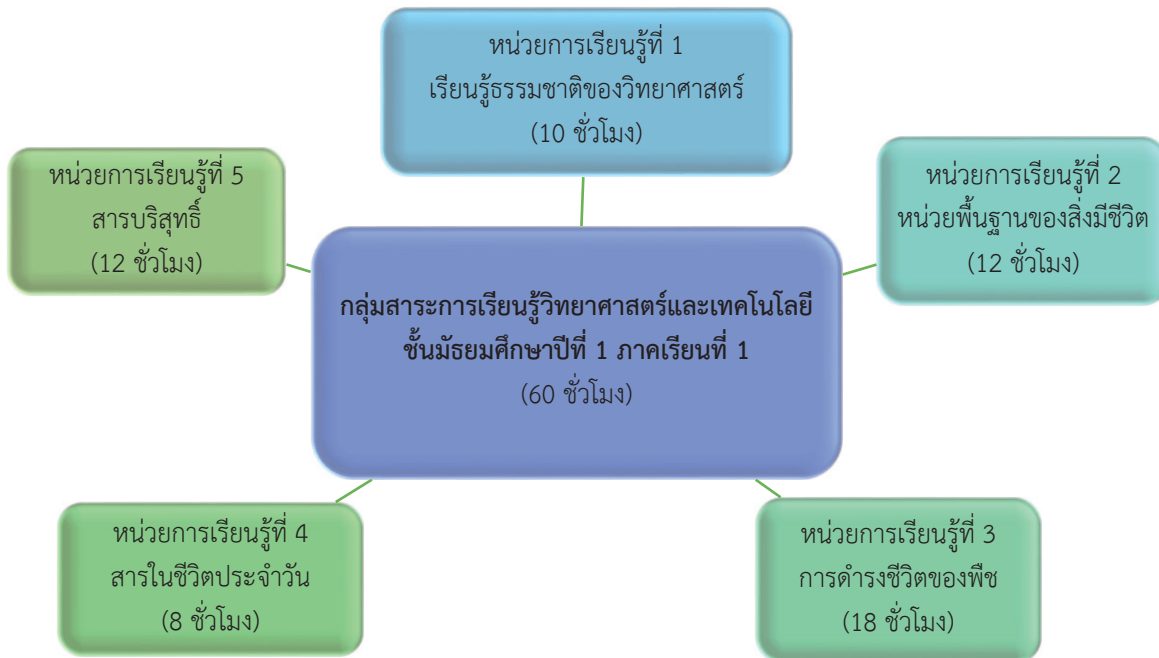 หน่วยการเรียนรู้ที่ 1
เรียนรู้ธรรมชาติของวิทยาศาสตร์
(10 ชั่วโมง)
หน่วยการเรียนรู้ที่ 5
สารบริสุทธิ์
(12 ชั่วโมง)
หน่วยการเรียนรู้ที่ 2
หน่วยพื้นฐานของสิ่งมีชีวิต
(12 ชั่วโมง)
กลุ่มสาระการเรียนรู้วิทยาศาสตร์และเทคโนโลยี
ชั้นมัธยมศึกษาปีที่ 1 ภาคเรียนที่ 1
(60 ชั่วโมง)
หน่วยการเรียนรู้ที่ 4
สารในชีวิตประจำวัน
(8 ชั่วโมง)
หน่วยการเรียนรู้ที่ 3
การดำรงชีวิตของพืช
(18 ชั่วโมง)